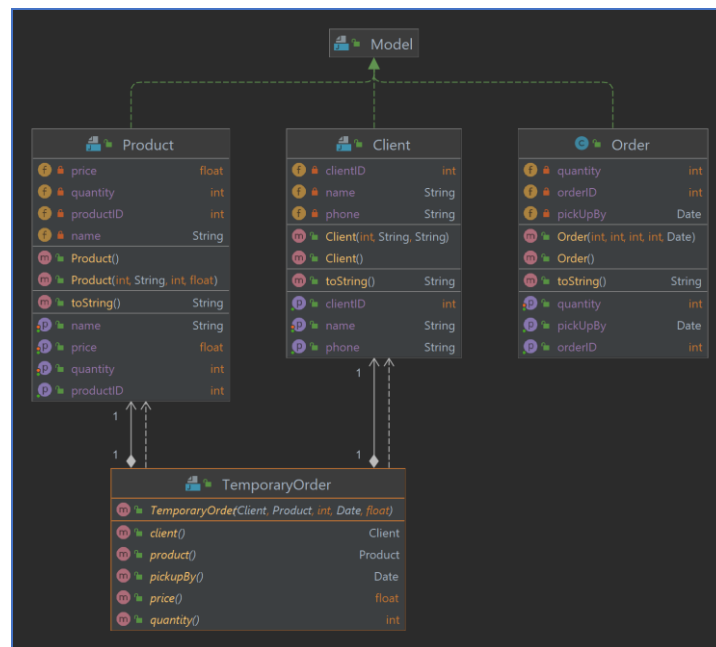 Model
Product
price float
quantity int
productID int
name String
Product()
Product(int, String, int, float)
toString() String
name String
price float
quantity int
productID int
Client
clientID int
name String
phone String
Client(int, String, String)
Client()
toString() String
clientID int
name String
phone String
Order
quantity int
orderID int
pickUpBy Date
Order(int, int, int, int, Date)
Order()
toString() String
quantity int
pickUpBy Date
orderID int
1
1
1
1
TemporaryOrder
TemporaryOrder(Client, Product, int, Date, float)
client() Client
product() Product
pickupBy() Date
price() float
quantity() int